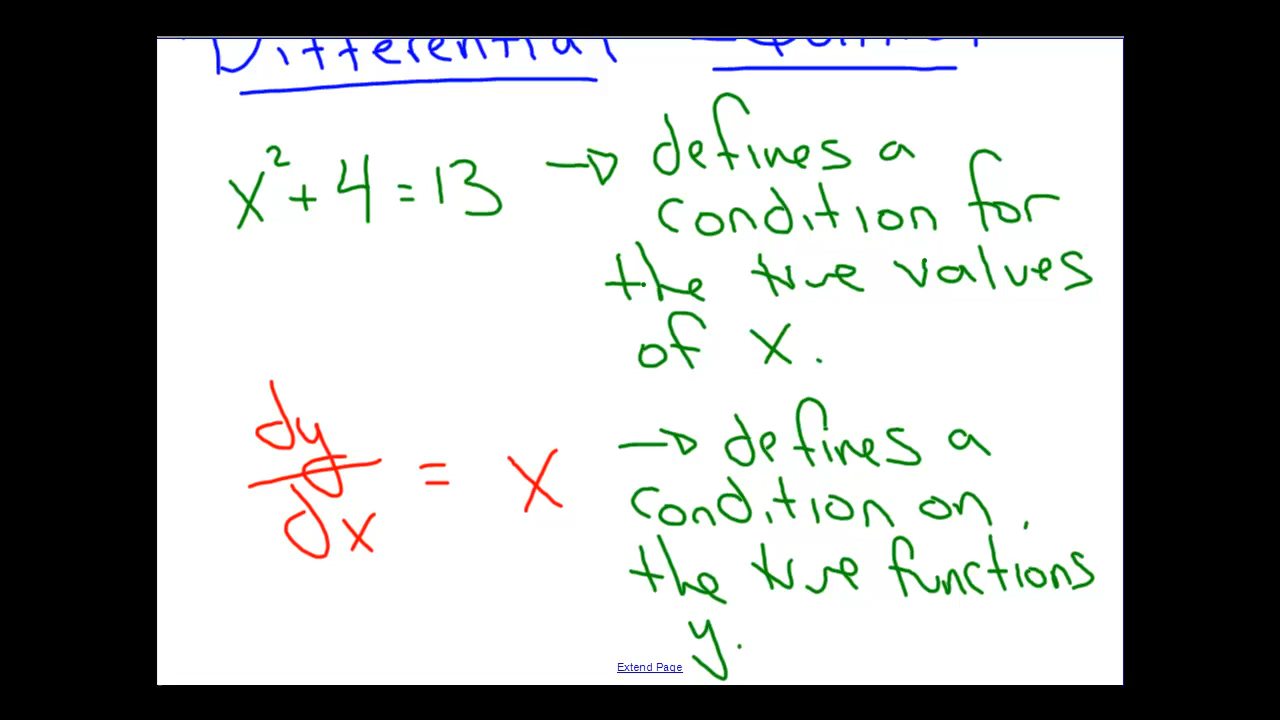 Differential
x² + 4 = 13 → defines a
condition for
the true values
of x.
dy/dx = x → defines a
condition on
the true functions
y.
Extend Page